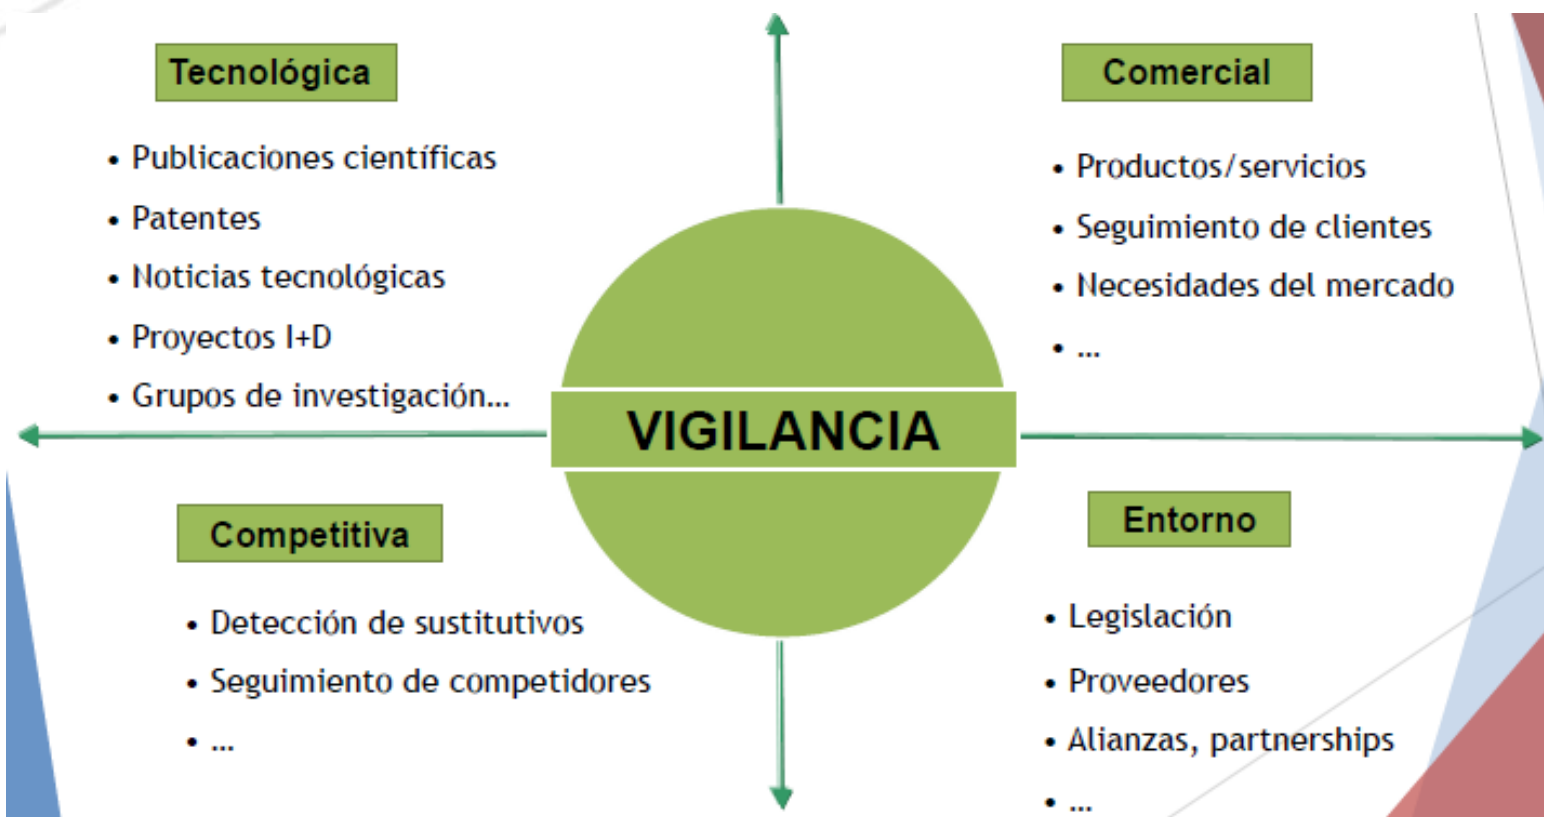 Tecnológica
• Publicaciones científicas
• Patentes
• Noticias tecnológicas
• Proyectos I+D
• Grupos de investigación...
Comercial
• Productos/servicios
• Seguimiento de clientes
• Necesidades del mercado
• ...
VIGILANCIA
Competitiva
• Detección de sustitutivos
• Seguimiento de competidores
• ...
Entorno
• Legislación
• Proveedores
• Alianzas, partnerships
• ...